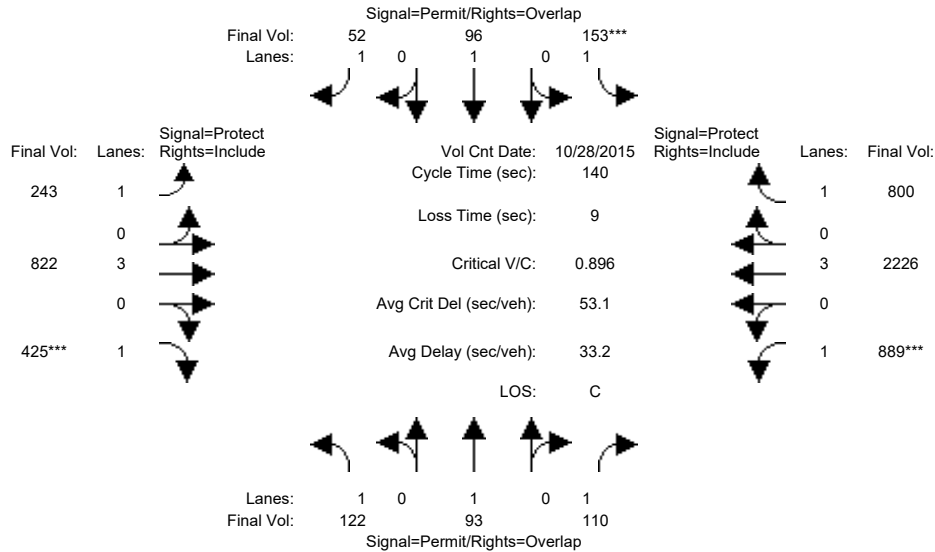 Signal=Permit/Rights=Overlap
Final Vol: 52 96 153***
Lanes: 1 0 1 0 1
Signal=Protect
Final Vol: Lanes: Rights=Include
Vol Cnt Date: 10/28/2015
Signal=Protect
Rights=Include Lanes: Final Vol:
Cycle Time (sec): 140
243 1
1 800
Loss Time (sec): 9
0
0
822 3
Critical V/C: 0.896
3 2226
0
Avg Crit Del (sec/veh): 53.1
0
425*** 1
Avg Delay (sec/veh): 33.2
1 889***
LOS: C
Lanes: 1 0 1 0 1
Final Vol: 122 93 110
Signal=Permit/Rights=Overlap